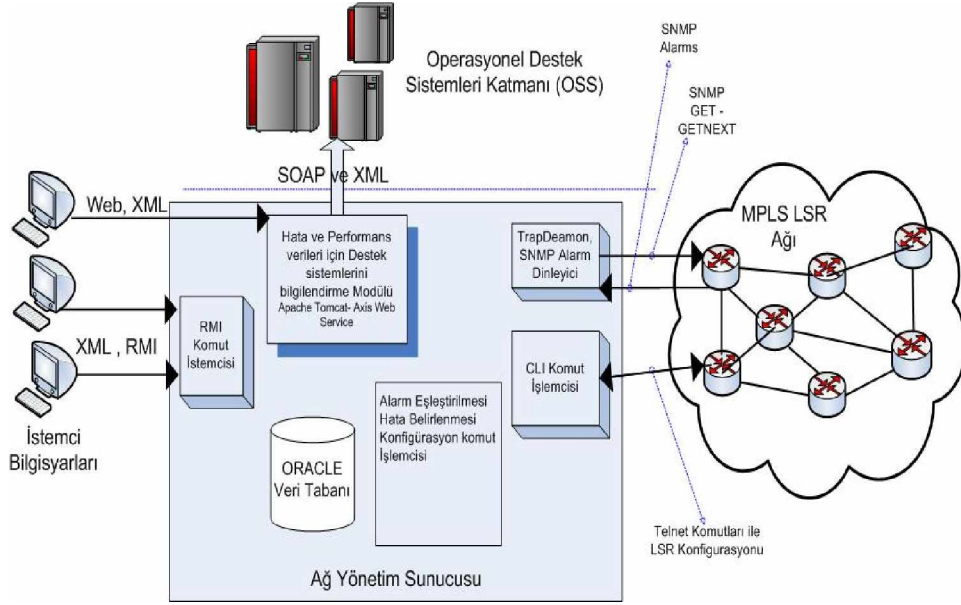 Operasyonel Destek
Sistemleri Katmanı (OSS)
SNMP
Alarms
SNMP
GET -
GETNEXT
SOAP ve XML
Web, XML
Hata ve Performans
verileri için Destek
sistemlerini
bilgilendirme Modülü
Apache Tomcat- Axis Web
Service
TrapDeamon,
SNMP Alarm
Dinleyici
MPLS LSR
Ağı
RMI
Komut
İstemcisi
XML , RMI
CLI Komut
İşlemcisi
Alarm Eşleştirilmesi
Hata Belirlenmesi
Konfigürasyon komut
İşlemcisi
İstemci
Bilgisyarları
ORACLE
Veri Tabanı
Telnet Komutları ile
LSR Konfigurasyonu
Ağ Yönetim Sunucusu